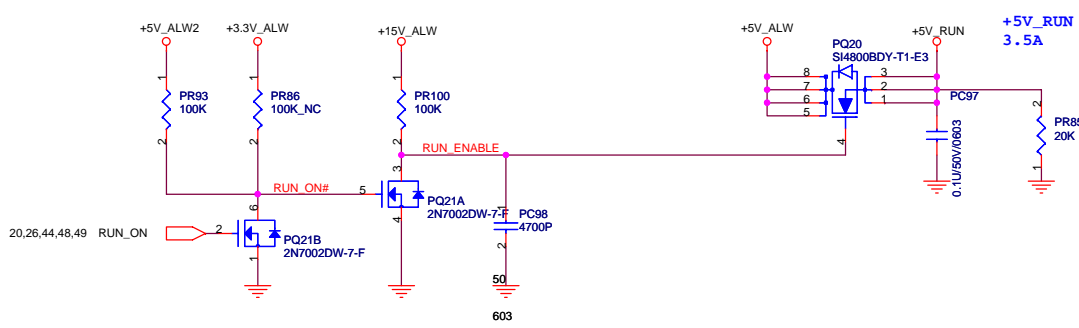 +5V_ALW2
+3.3V_ALW
+15V_ALW
+5V_ALW
+5V_RUN
+5V_RUN
3.5A
PQ20
SI4800BDY-T1-E3
1
PR93
100K
2
1
PR86
100K_NC
2
1
PR100
100K
2
8
7
6
5
3
2
1
4
PC97
0.1U/50V/0603
2
PR85
20K
1
RUN_ENABLE
RUN_ON#
5
3
4
PQ21A
2N7002DW-7-F
1
PC98
4700P
2
50
603
20,26,44,48,49 RUN_ON
2
6
1
PQ21B
2N7002DW-7-F